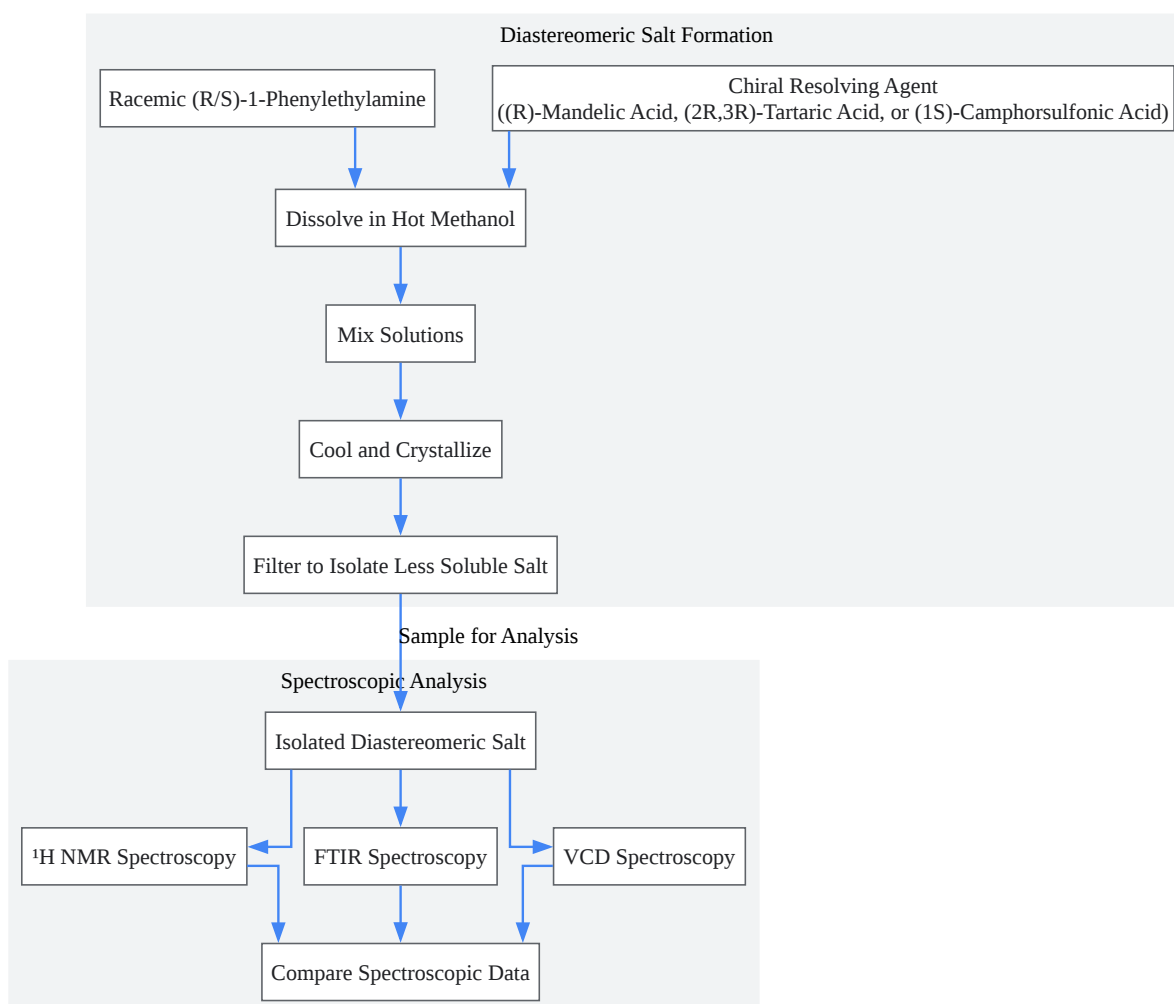 Diastereomeric Salt Formation
Racemic (R/S)-1-Phenylethylamine
Chiral Resolving Agent
((R)-Mandelic Acid, (2R,3R)-Tartaric Acid, or (1S)-Camphorsulfonic Acid)
Dissolve in Hot Methanol
Mix Solutions
Cool and Crystallize
Filter to Isolate Less Soluble Salt
Sample for Analysis
Spectroscopic Analysis
Isolated Diastereomeric Salt
¹H NMR Spectroscopy
FTIR Spectroscopy
VCD Spectroscopy
Compare Spectroscopic Data